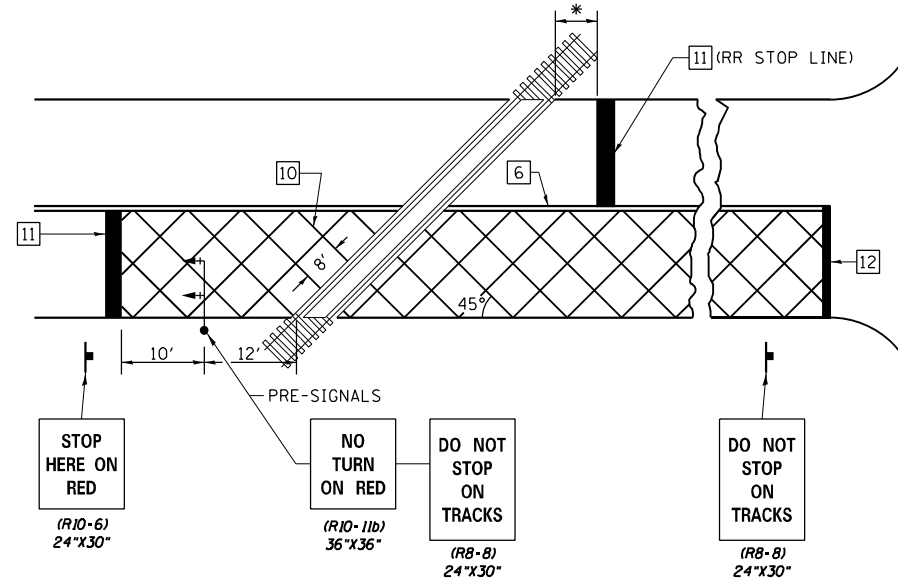 *
11 (RR STOP LINE)
10
6
11
8'
12
45°
10'
12'
PRE-SIGNALS
STOP
HERE ON
RED
(R10-6)
24"X30"
NO
TURN
ON RED
(R10-11b)
36"X36"
DO NOT
STOP
ON
TRACKS
(R8-8)
24"X30"
DO NOT
STOP
ON
TRACKS
(R8-8)
24"X30"